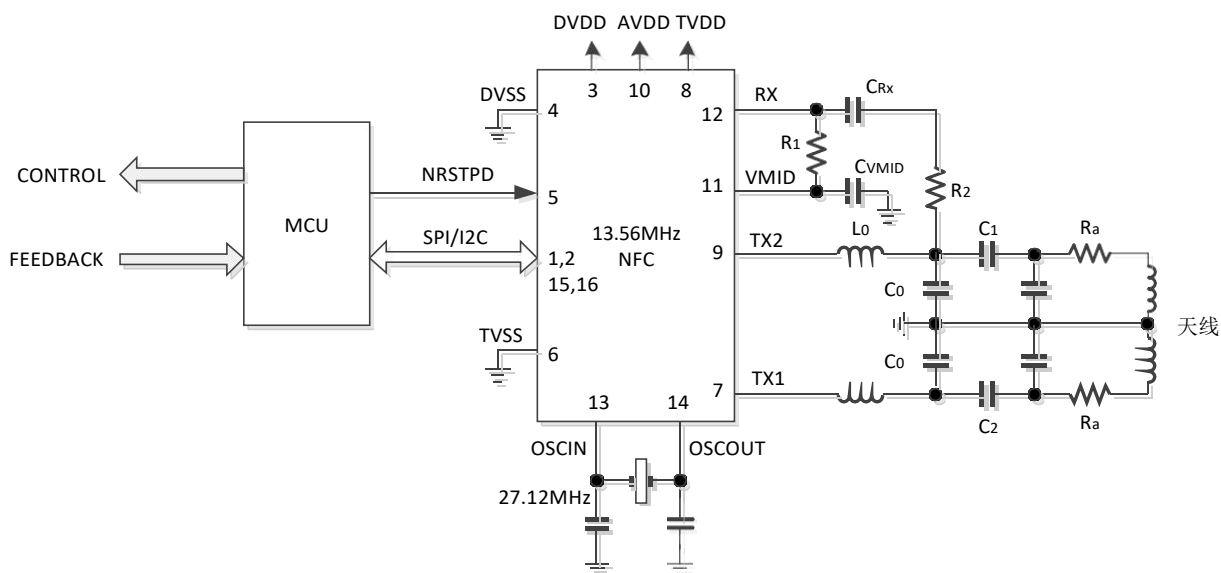 DVDD AVDD TVDD
3 10 8
DVSS 4
12 RX
CRx
R1
CONTROL
NRSTPD
5
11 VMID
CVMID
R2
MCU
SPI/I2C
13.56MHz
NFC
9 TX2
L0
C1
Ra
FEEDBACK
1,2
15,16
C0
天线
TVSS
6
C0
7 TX1
C2
Ra
13 14
OSCIN OSCOUT
27.12MHz